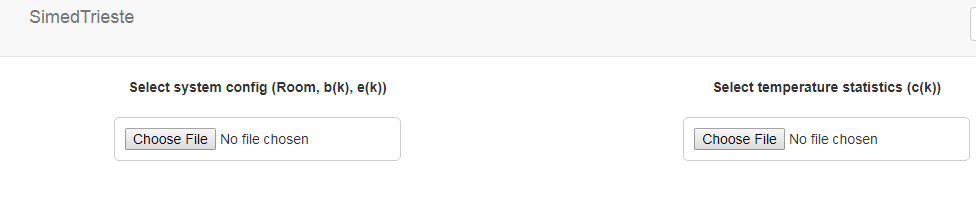 SimedTrieste
Select system config (Room, b(k), e(k))
Select temperature statistics (c(k))
Choose File No file chosen
Choose File No file chosen